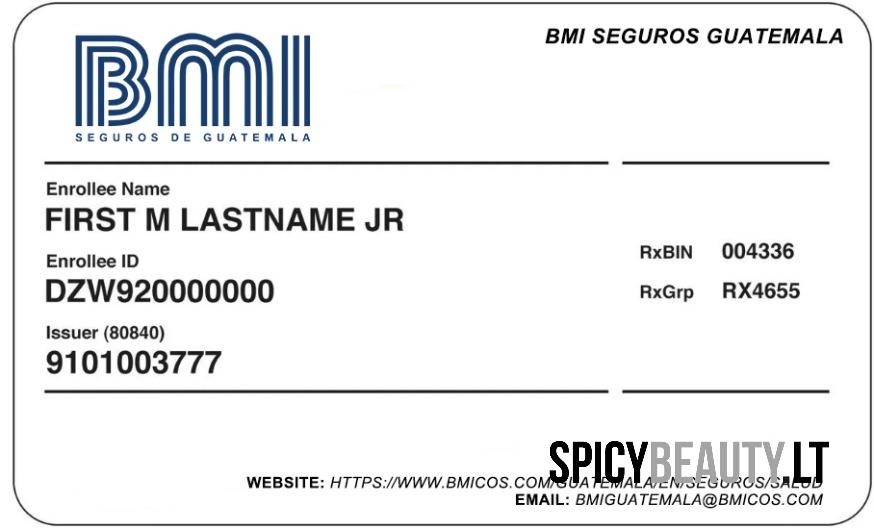 BMI SEGUROS GUATEMALA
BMI
SEGUROS DE GUATEMALA
Enrollee Name
FIRST M LASTNAME JR
Enrollee ID
DZW920000000
Issuer (80840)
9101003777
RxBIN 004336
RxGrp RX4655
SPICYBEAUTY.LT
WEBSITE: HTTPS://WWW.BMICOS.COM/GUATEMALA/EN/SEGUROS/SALUD
EMAIL: BMIGUATEMALA@BMICOS.COM